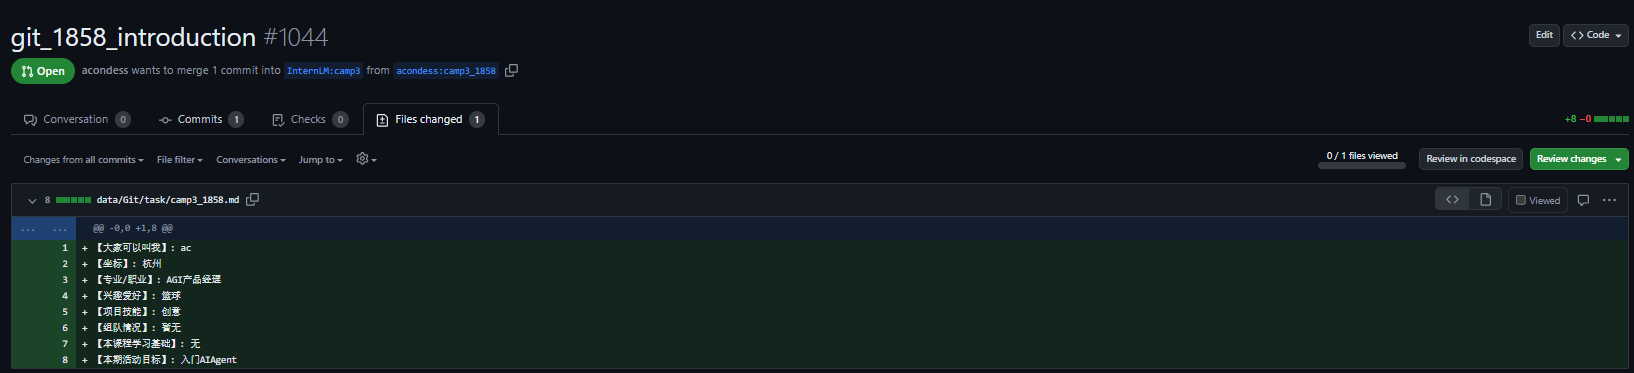 git_1858_introduction #1044
Edit
<> Code
Open
acondess wants to merge 1 commit into InternLM:camp3 from acondess:camp3_1858
Conversation 0
Commits 1
Checks 0
Files changed 1
+8 −0
Changes from all commits
File filter
Conversations
Jump to
0 / 1 files viewed
Review in codespace
Review changes
8 data/Git/task/camp3_1858.md
Viewed
@@ -0,0 +1,8 @@
1 + 【大家可以叫我】: ac
2 + 【坐标】: 杭州
3 + 【专业/职业】: AGI产品经理
4 + 【兴趣爱好】: 篮球
5 + 【项目技能】: 创意
6 + 【组队情况】: 暂无
7 + 【本课程学习基础】: 无
8 + 【本期活动目标】: 入门AIAgent